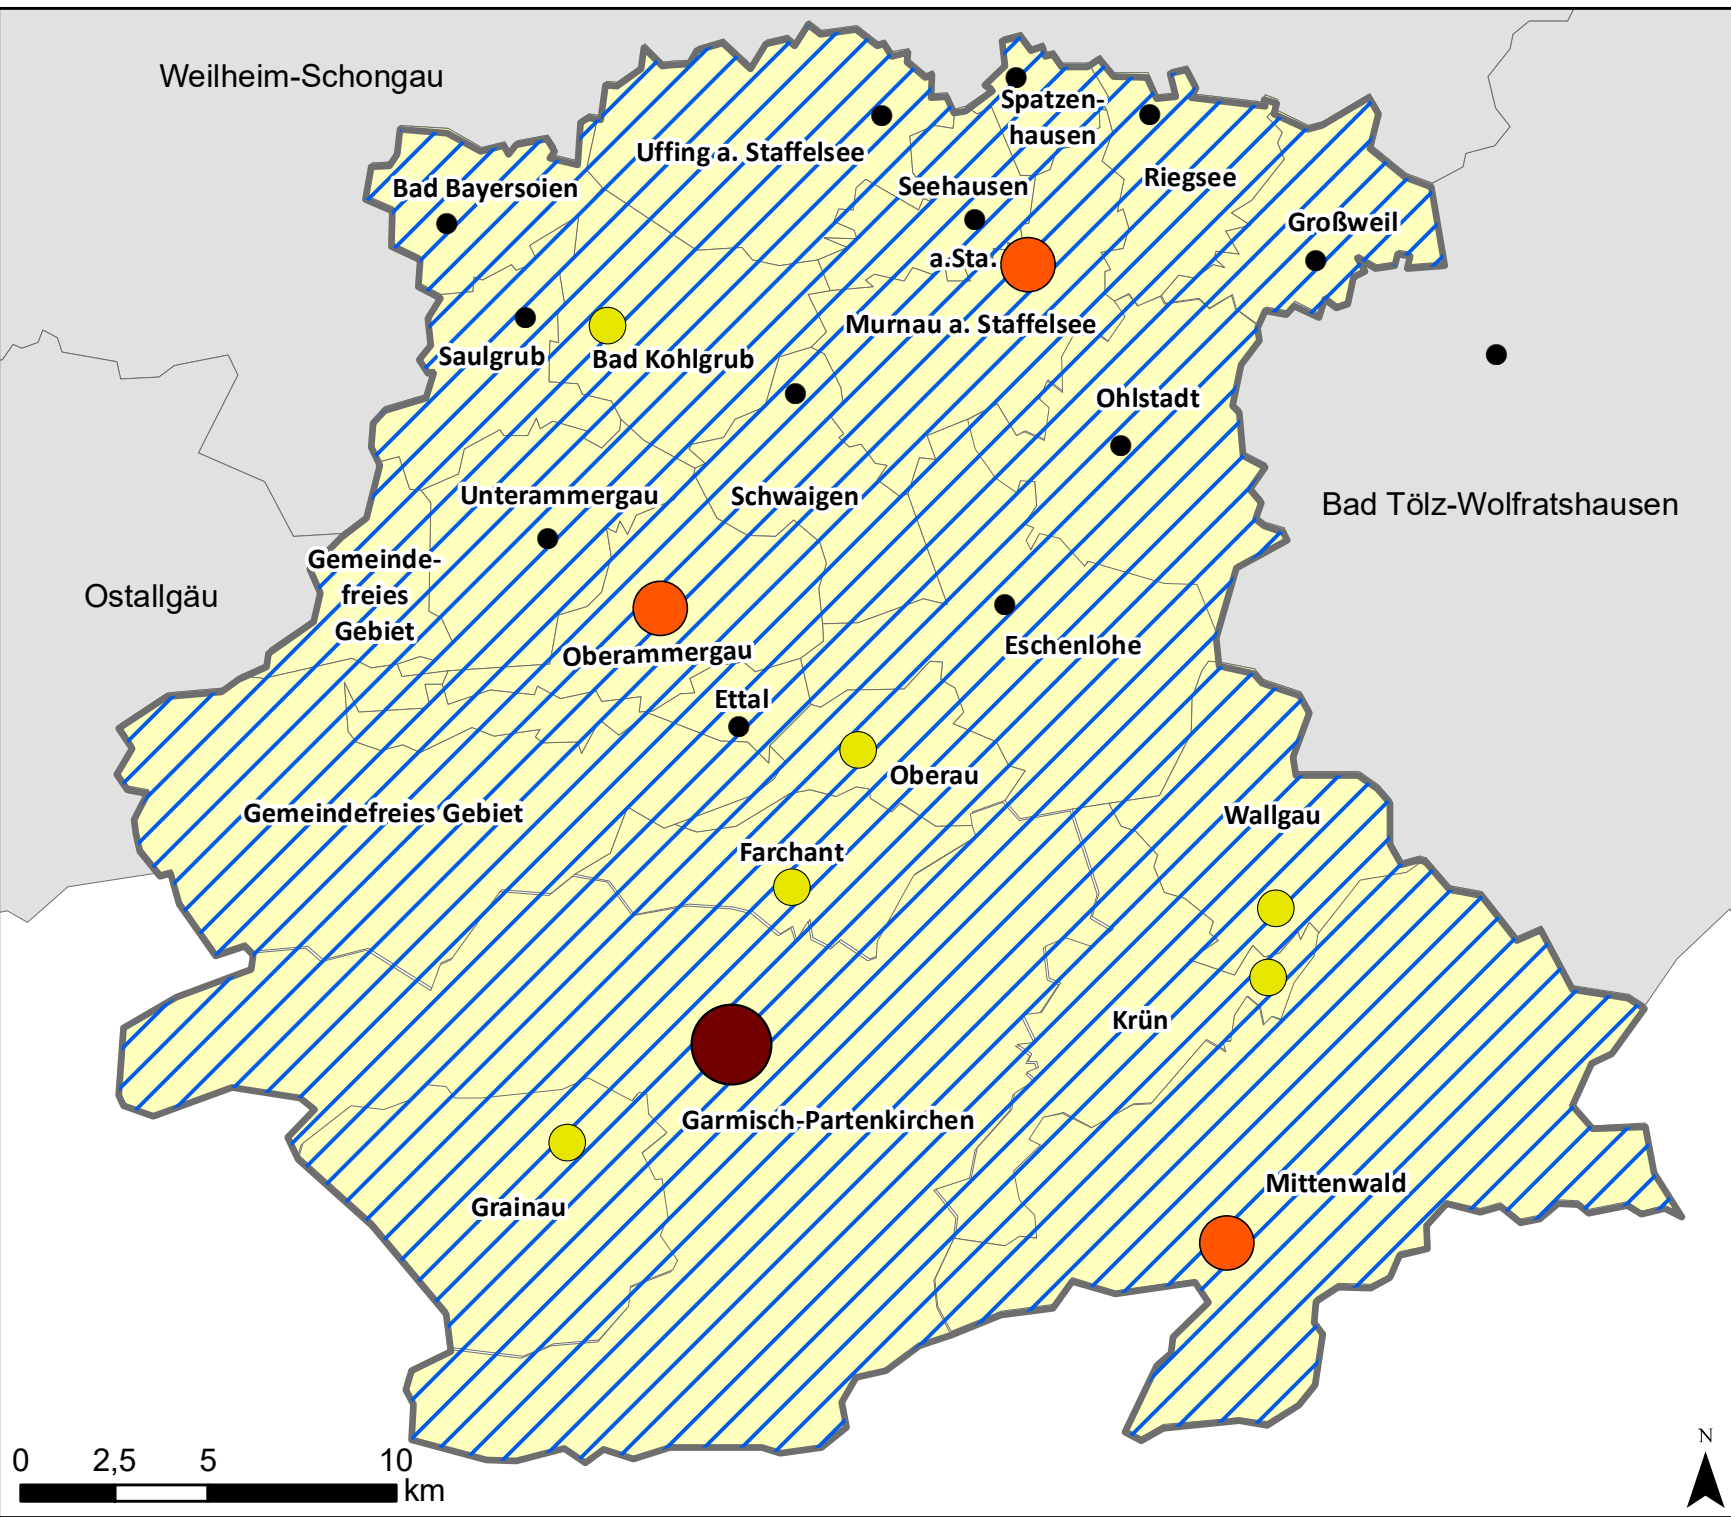 Weilheim-Schongau
Spatzen-
hausen
Uffing a. Staffelsee
Riegsee
Bad Bayersoien
Seehausen
a.Sta.
Großweil
Murnau a. Staffelsee
Saulgrub
Bad Kohlgrub
Ohlstadt
Unterammergau
Schwaigen
Bad Tölz-Wolfratshausen
Gemeinde-
freies
Gebiet
Ostallgäu
Oberammergau
Eschenlohe
Ettal
Oberau
Gemeindefreies Gebiet
Wallgau
Farchant
Krün
Garmisch-Partenkirchen
Mittenwald
Grainau
0 2,5 5 10
km
N